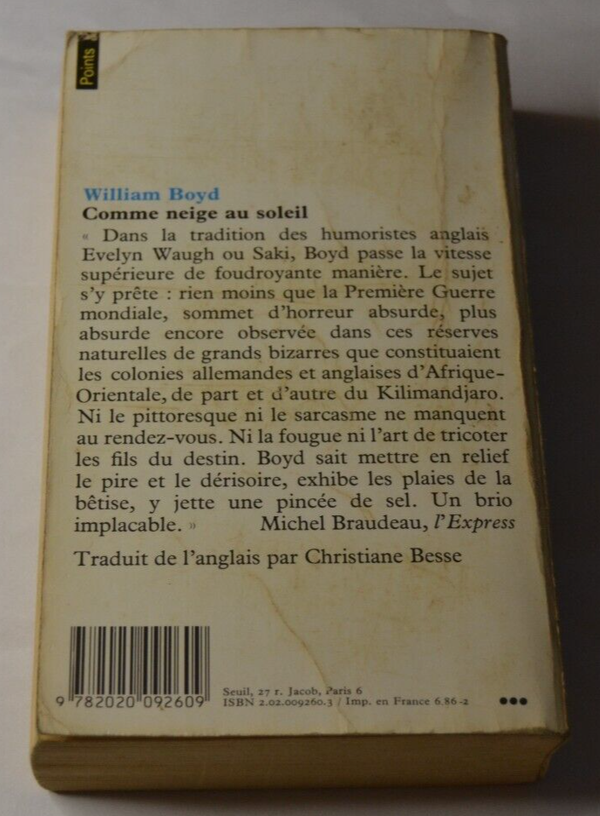 Points
William Boyd
Comme neige au soleil
« Dans la tradition des humoristes anglais
Evelyn Waugh ou Saki, Boyd passe la vitesse
supérieure de foudroyante manière. Le sujet
s'y prête : rien moins que la Première Guerre
mondiale, sommet d'horreur absurde, plus
absurde encore observée dans ces réserves
naturelles de grands bizarres que constituaient
les colonies allemandes et anglaises d'Afrique-
Orientale, de part et d'autre du Kilimandjaro.
Ni le pittoresque ni le sarcasme ne manquent
au rendez-vous. Ni la fougue ni l'art de tricoter
les fils du destin. Boyd sait mettre en relief
le pire et le dérisoire, exhibe les plaies de la
bêtise, y jette une pincée de sel. Un brio
implacable. » Michel Braudeau, l'Express
Traduit de l'anglais par Christiane Besse
9 782020 092609
Seuil, 27 r. Jacob, Paris 6
ISBN 2.02.009260.3 / Imp. en France 6.86-2